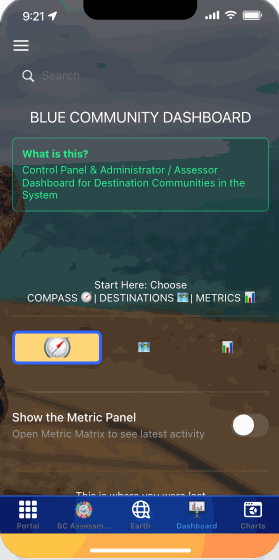 9:21
Search
BLUE COMMUNITY DASHBOARD
What is this?
Control Panel & Administrator / Assessor
Dashboard for Destination Communities in the
System
Start Here: Choose
COMPASS 🧭 | DESTINATIONS 🗺️ | METRICS 📊
Show the Metric Panel
Open Metric Matrix to see latest activity
This is where you were last
Portal
BC Assessm...
Earth
Dashboard
Charts